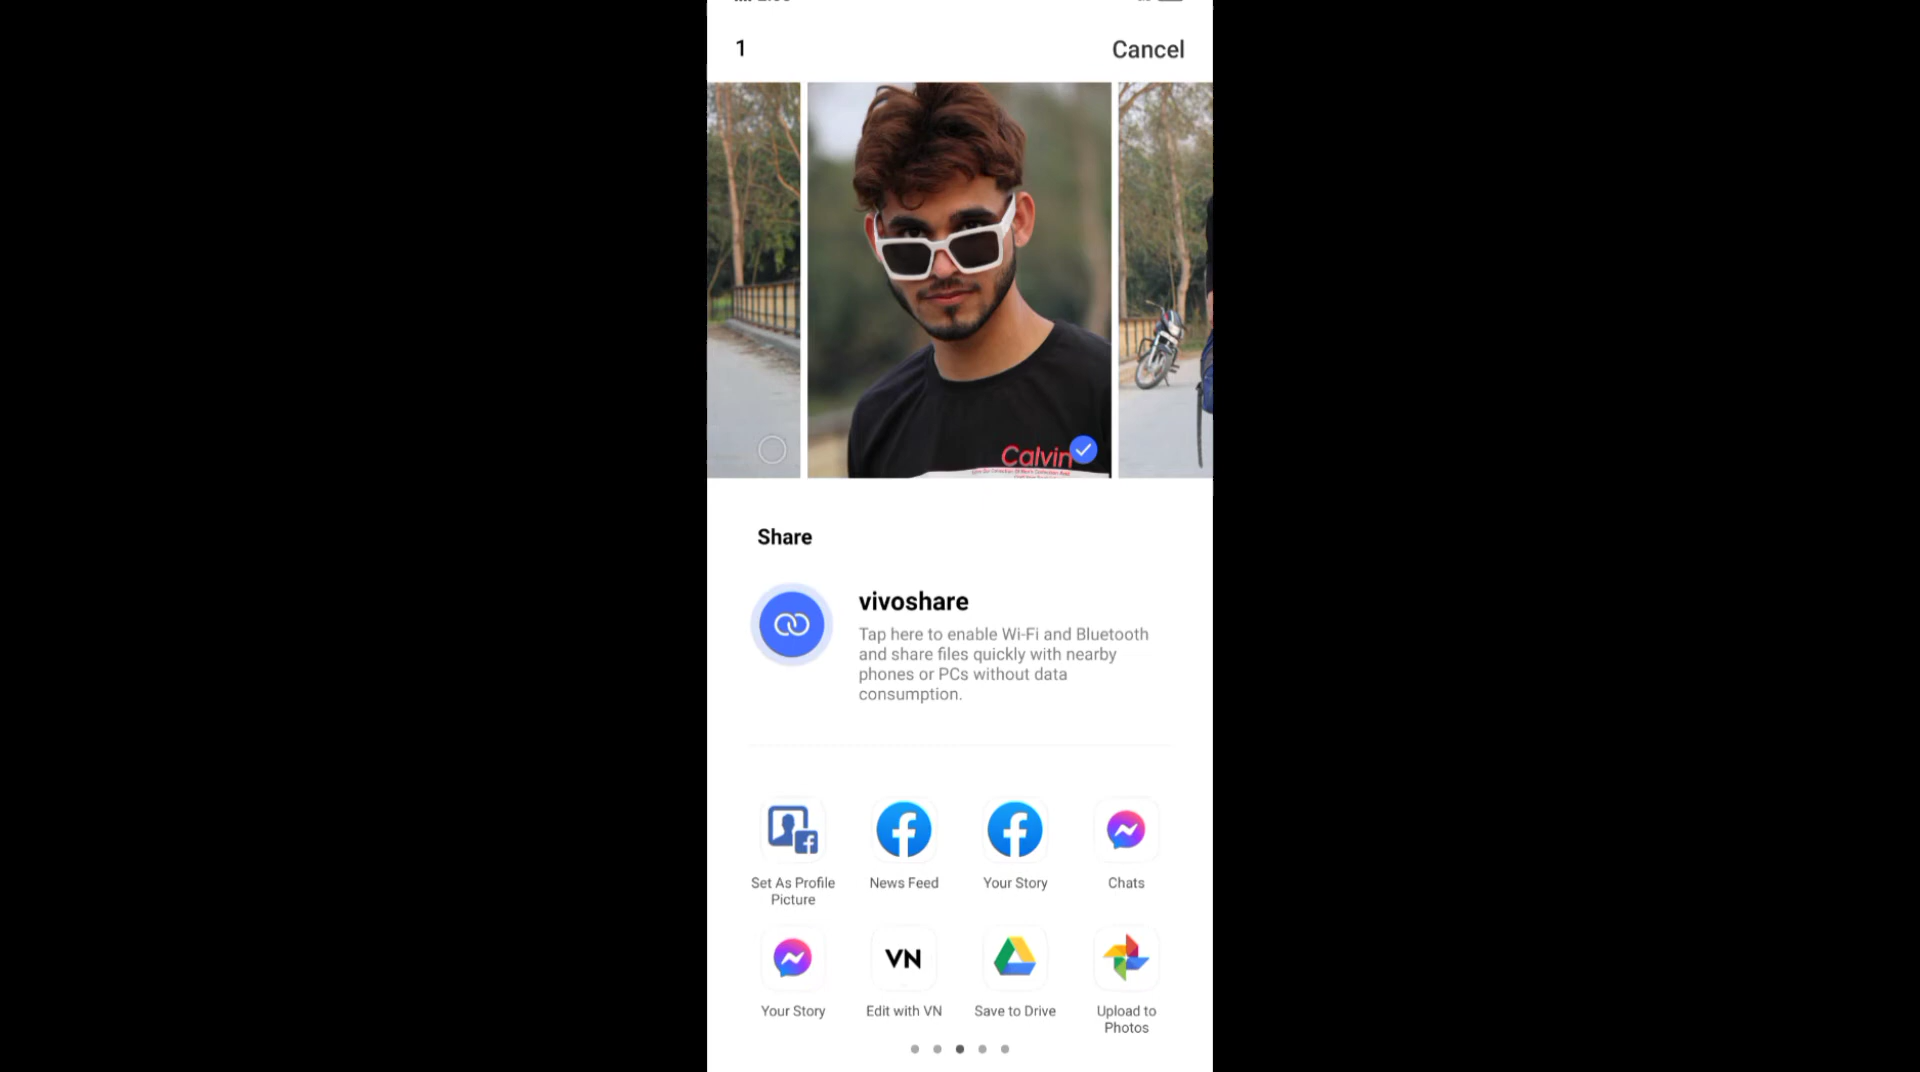 1
Cancel
Calvin
Share
vivoshare
Tap here to enable Wi-Fi and Bluetooth
and share files quickly with nearby
phones or PCs without data
consumption.
Set As Profile
Picture
News Feed
Your Story
Chats
Your Story
VN
Edit with VN
Save to Drive
Upload to
Photos